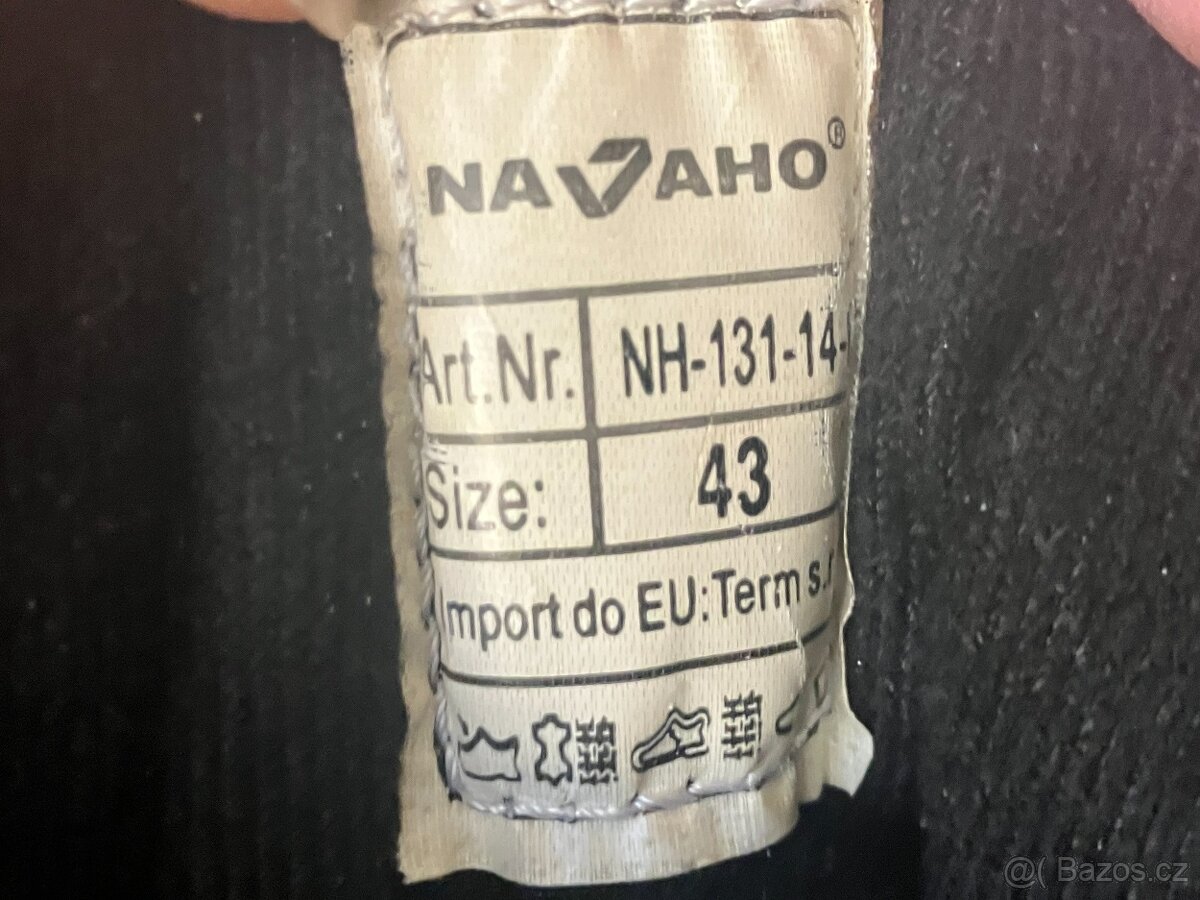 NAVAHO®
Art.Nr. NH-131-14-
Size: 43
Import do EU: Term s.r
@( Bazos.cz